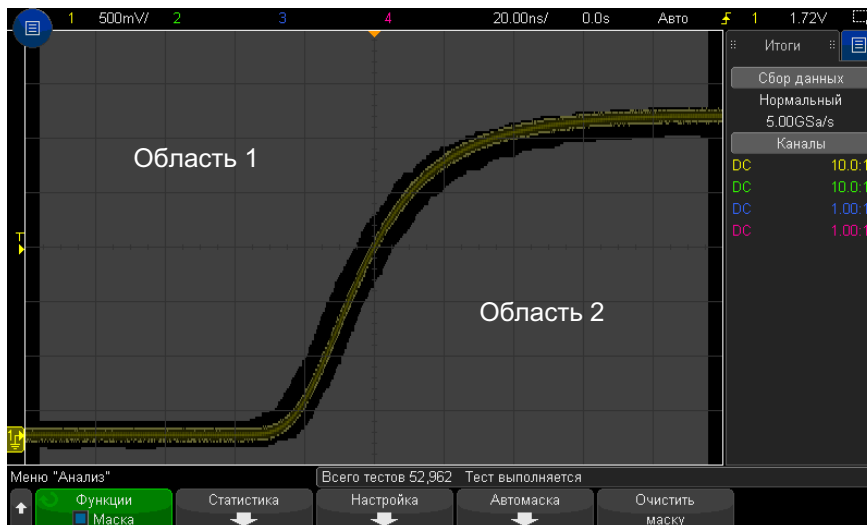 1 500mV/ 2 3 4 20.00ns/ 0.0s Авто 1 1.72V
Итоги
Сбор данных
Нормальный
5.00GSa/s
Каналы
DC 10.0:1
DC 10.0:1
DC 1.00:1
DC 1.00:1
Область 1
T
Область 2
1
Меню "Анализ" Всего тестов 52,962 Тест выполняется
Функции Статистика Настройка Автомаска Очистить
Маска маску